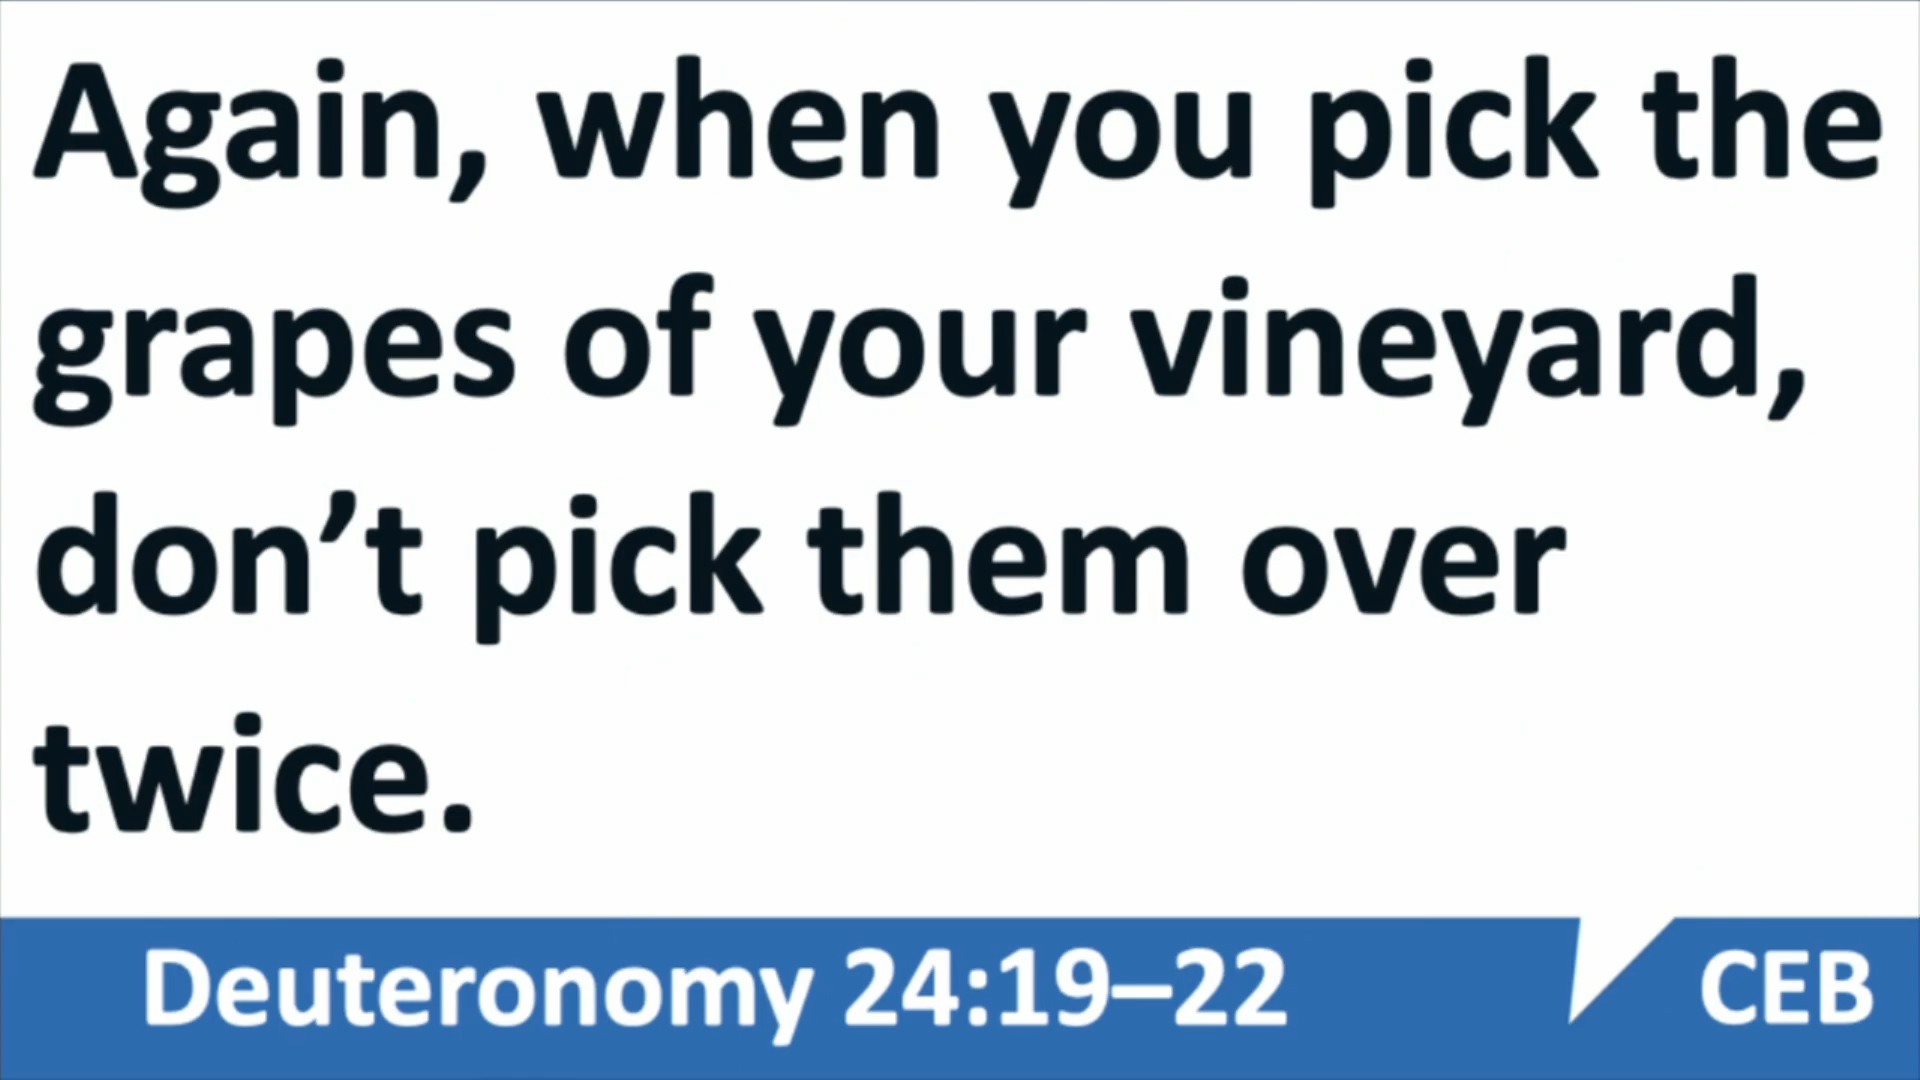 Again, when you pick the
grapes of your vineyard,
don’t pick them over
twice.
Deuteronomy 24:19–22
CEB